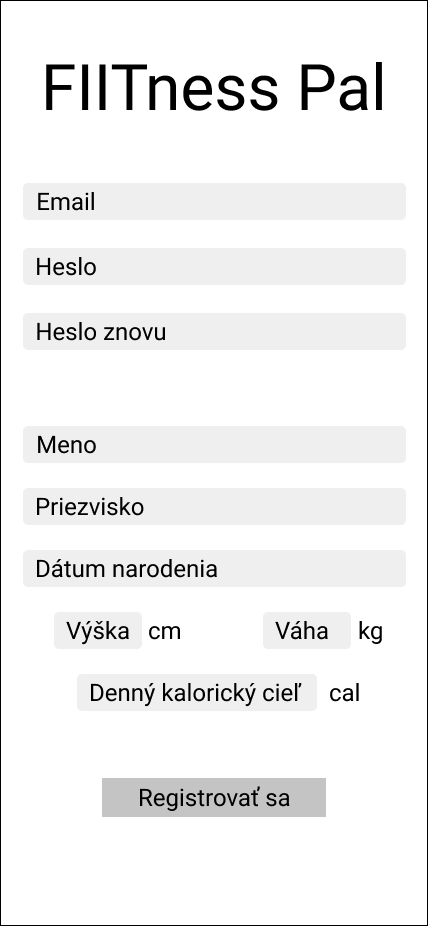 FIITness Pal
Email
Heslo
Heslo znovu
Meno
Priezvisko
Dátum narodenia
Výška cm Váha kg
Denný kalorický cieľ cal
Registrovať sa